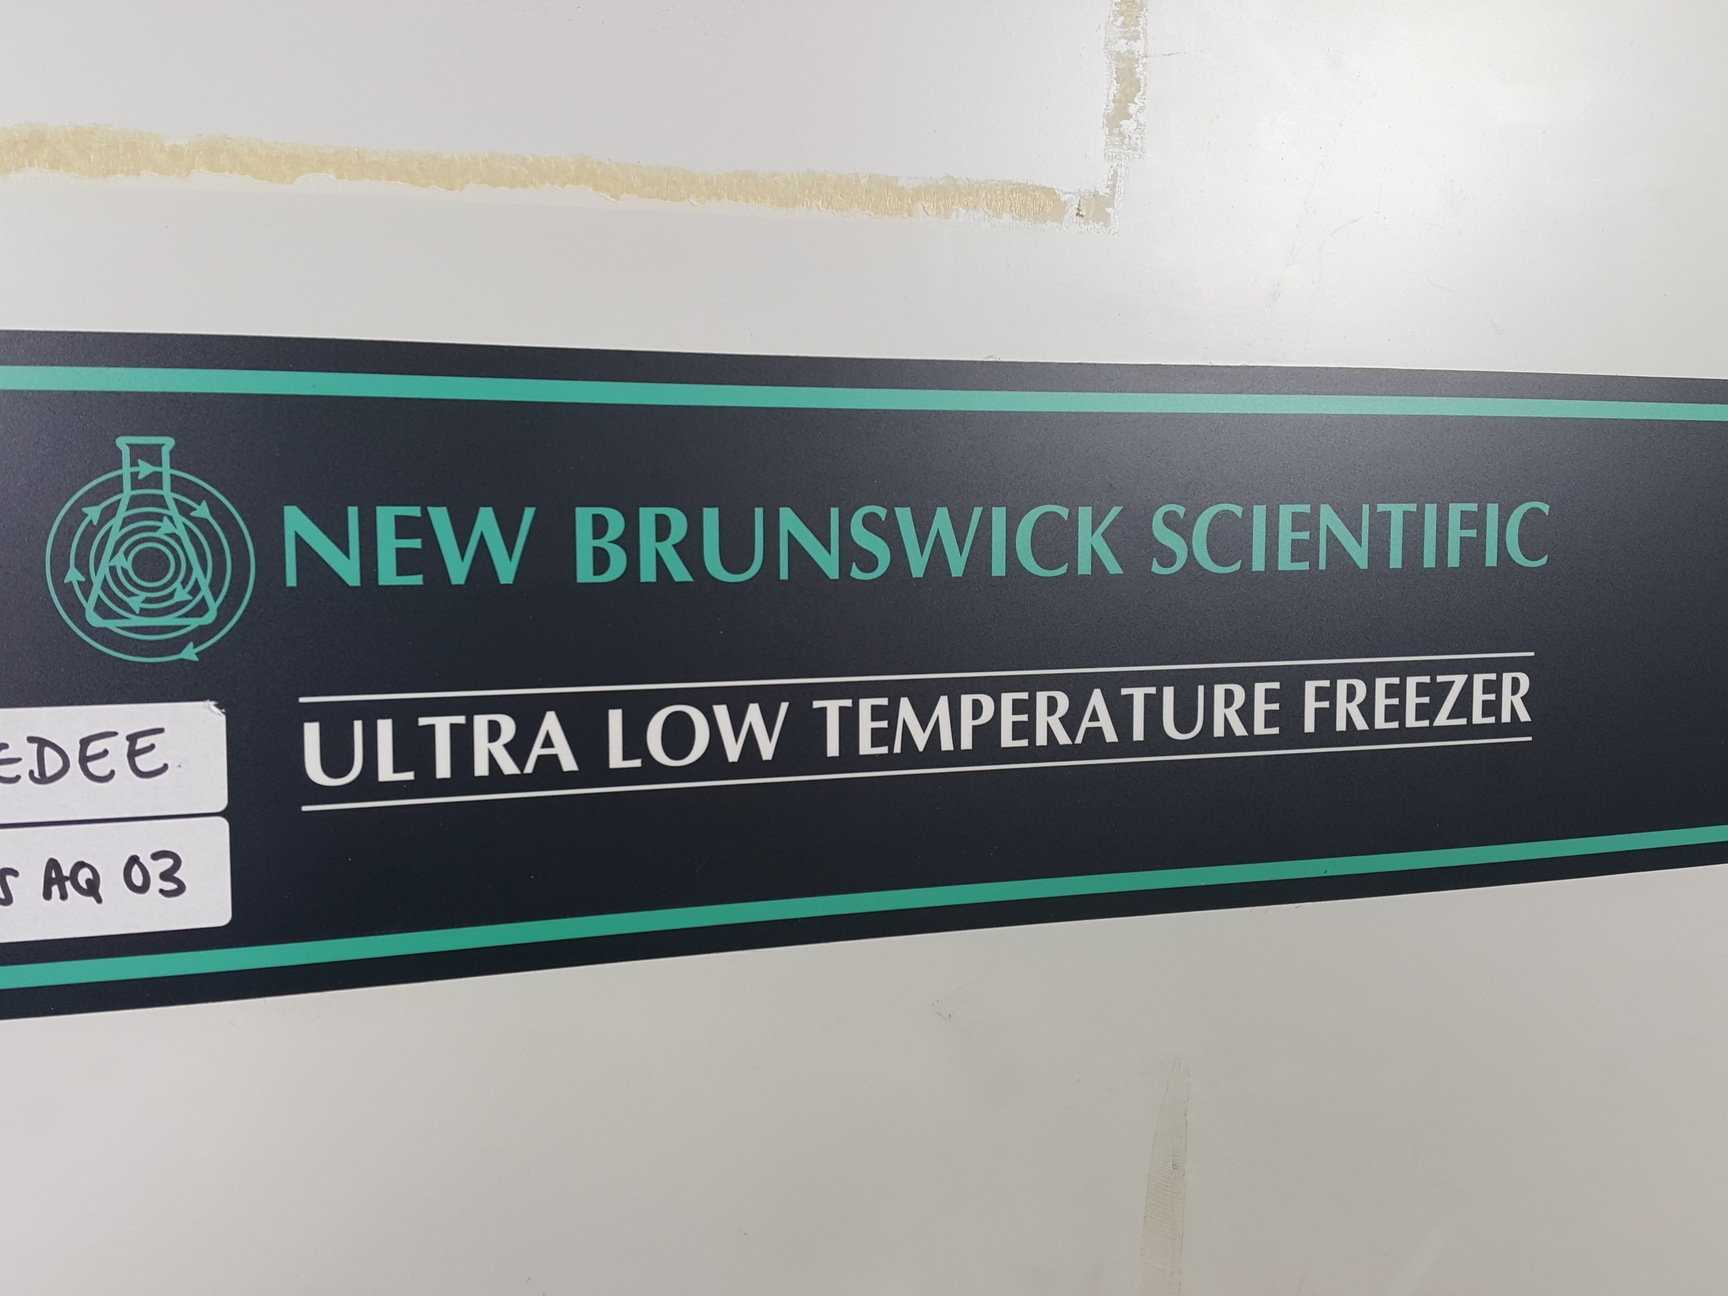 NEW BRUNSWICK SCIENTIFIC
ULTRA LOW TEMPERATURE FREEZER
EDEE
S AQ 03